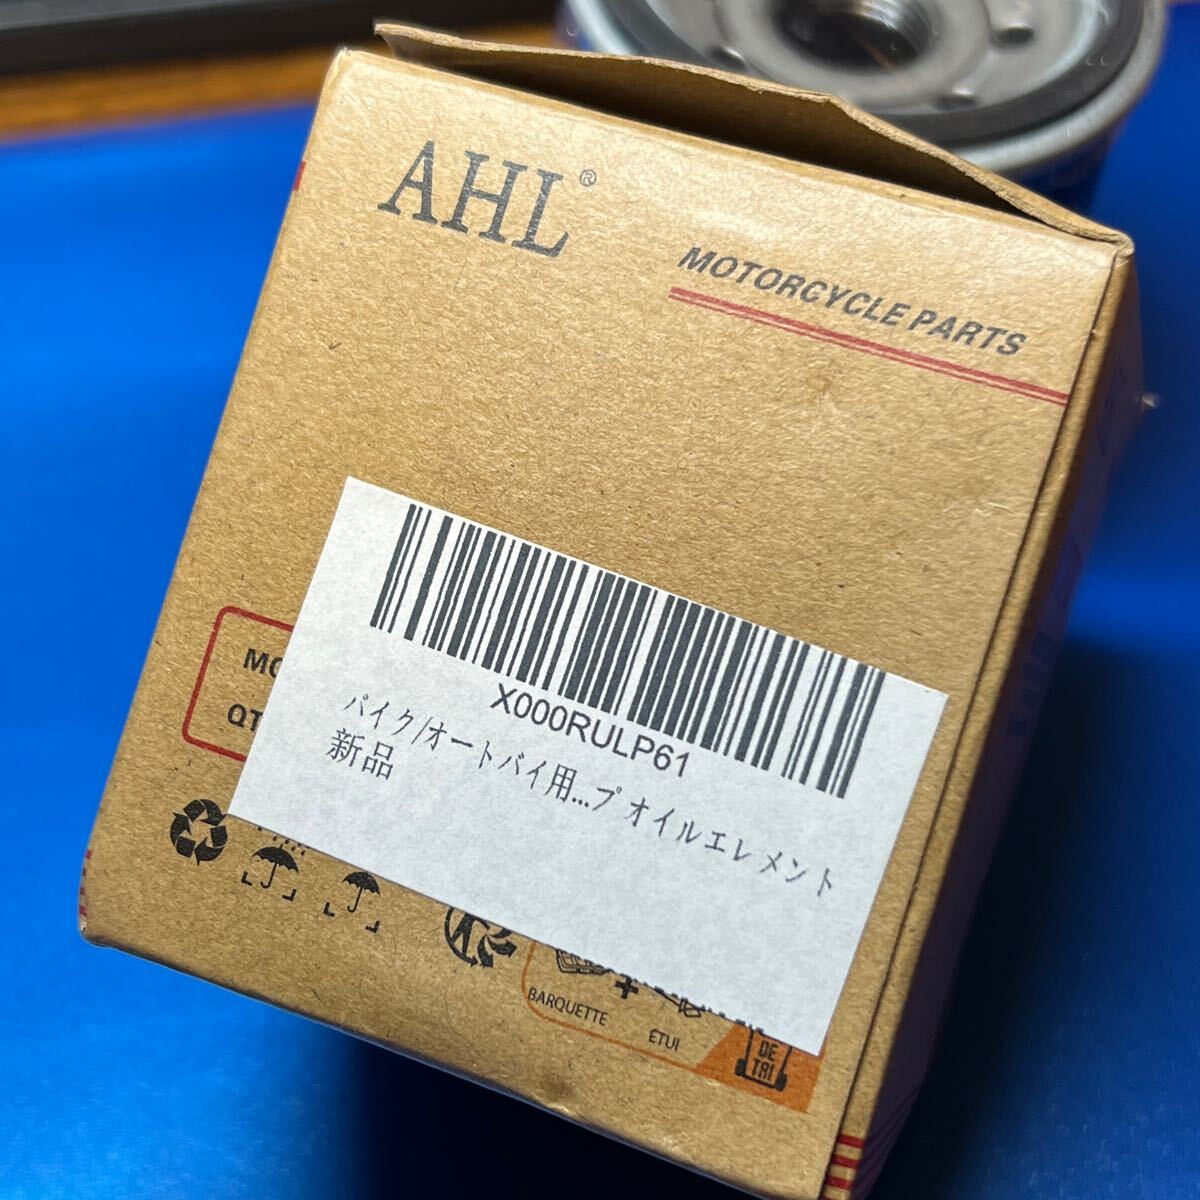 AHL®
MOTORCYCLE PARTS
X000RULP61
バイク/オートバイ用...プ オイルエレメント
新品
BARQUETTE
+
ETUI
DE
TRI